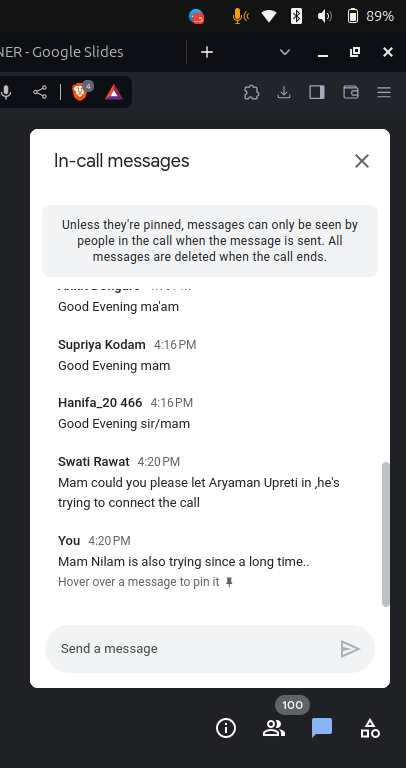 89%
NER - Google Slides
4
In-call messages
Unless they're pinned, messages can only be seen by
people in the call when the message is sent. All
messages are deleted when the call ends.
Good Evening ma'am
Supriya Kodam 4:16 PM
Good Evening mam
Hanifa_20 466 4:16 PM
Good Evening sir/mam
Swati Rawat 4:20 PM
Mam could you please let Aryaman Upreti in ,he's
trying to connect the call
You 4:20 PM
Mam Nilam is also trying since a long time..
Hover over a message to pin it
Send a message
100